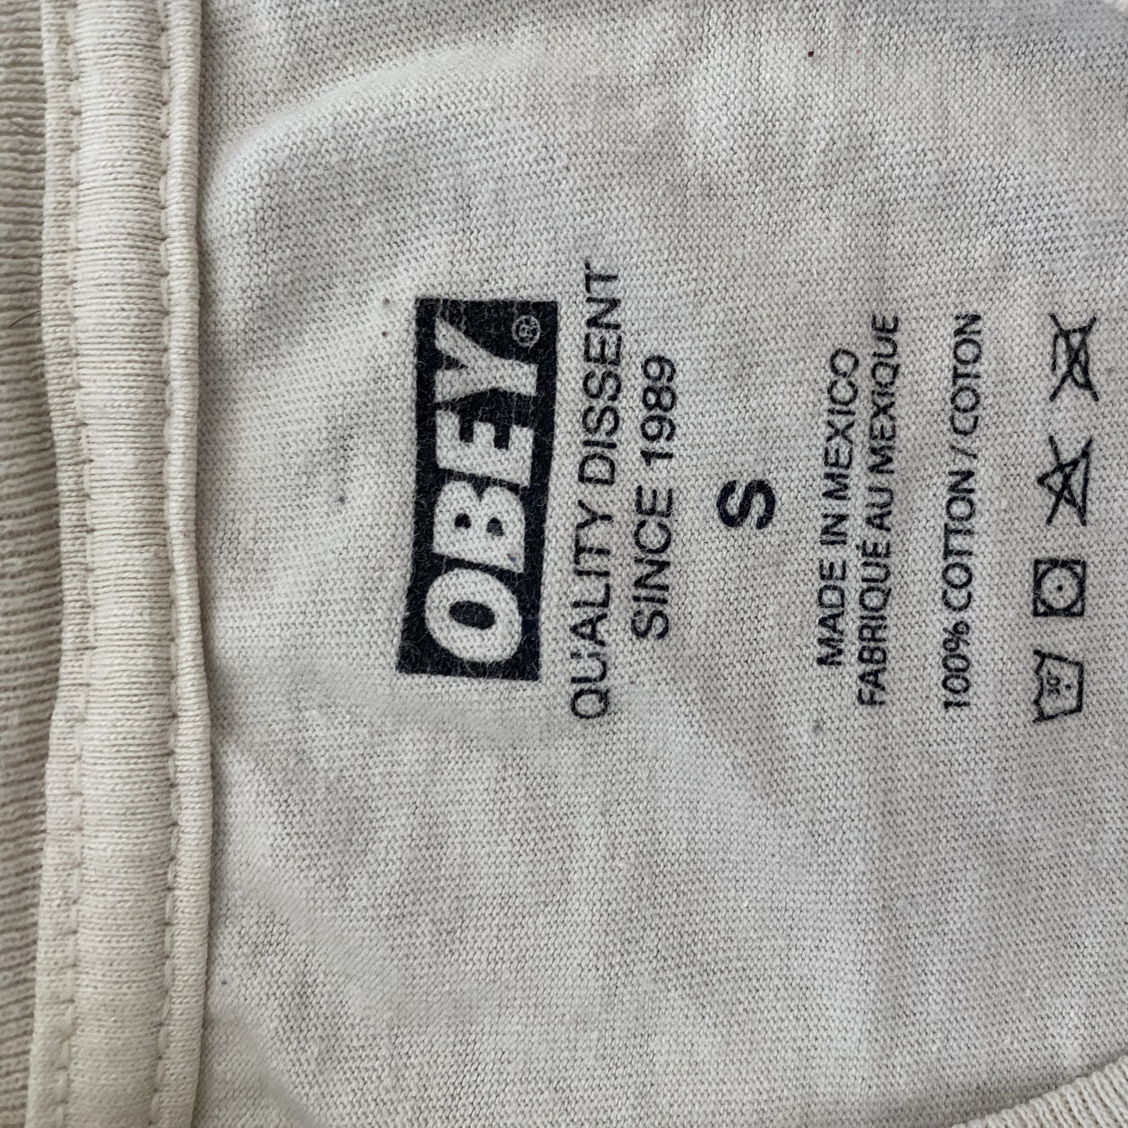 OBEY®
QUALITY DISSENT
SINCE 1989
S
MADE IN MEXICO
FABRIQUÉ AU MEXIQUE
100% COTTON / COTON